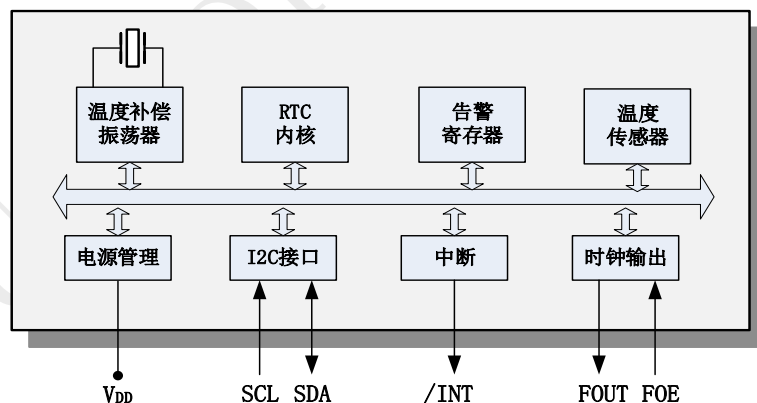 温度补偿
振荡器
RTC
内核
告警
寄存器
温度
传感器
电源管理
I2C接口
中断
时钟输出
VDD
SCL SDA
/INT
FOUT FOE